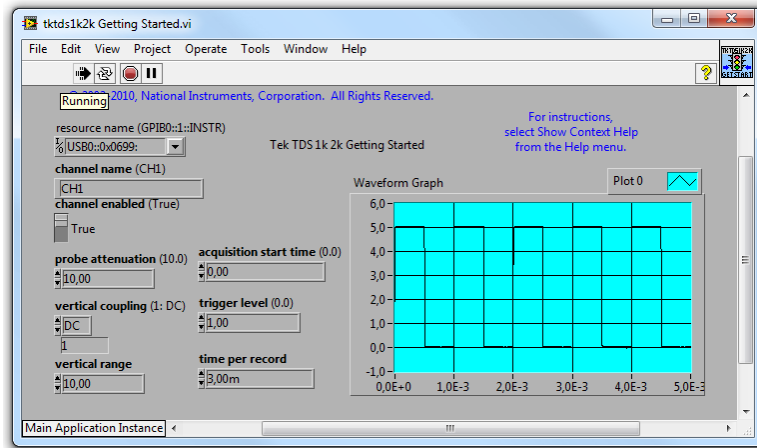 tktds1k2k Getting Started.vi
File Edit View Project Operate Tools Window Help
Running
2010, National Instruments, Corporation. All Rights Reserved.
For instructions,
select Show Context Help
from the Help menu.
resource name (GPIB0::1::INSTR)
USB0::0x0699:
Tek TDS 1k 2k Getting Started
channel name (CH1)
CH1
channel enabled (True)
True
probe attenuation (10.0)
10,00
acquisition start time (0.0)
0,00
vertical coupling (1: DC)
DC
1
trigger level (0.0)
1,00
vertical range
10,00
time per record
3,00m
Waveform Graph
Plot 0
6,0
5,0
4,0
3,0
2,0
1,0
0,0
-1,0
0,0E+0 1,0E-3 2,0E-3 3,0E-3 4,0E-3 5,0E-3
Main Application Instance